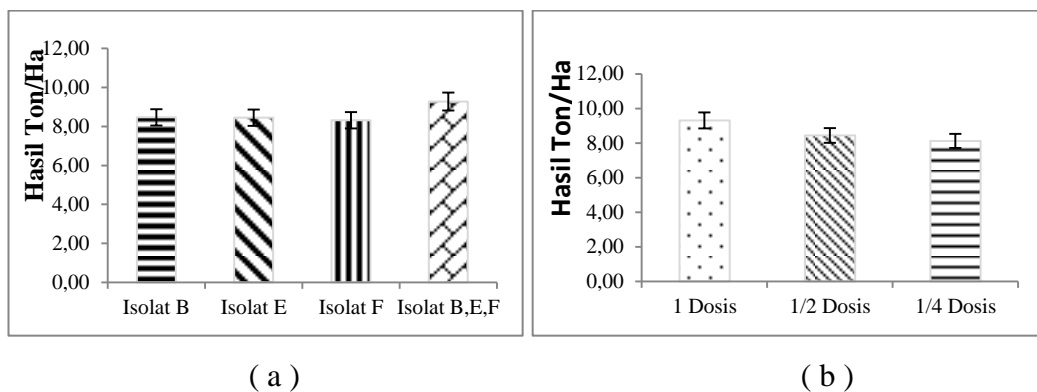 Hasil Ton/Ha
12,00
10,00
8,00
6,00
4,00
2,00
0,00
Isolat B Isolat E Isolat F Isolat B,E,F
( a )
Hasil Ton/Ha
12,00
10,00
8,00
6,00
4,00
2,00
0,00
1 Dosis 1/2 Dosis 1/4 Dosis
( b )